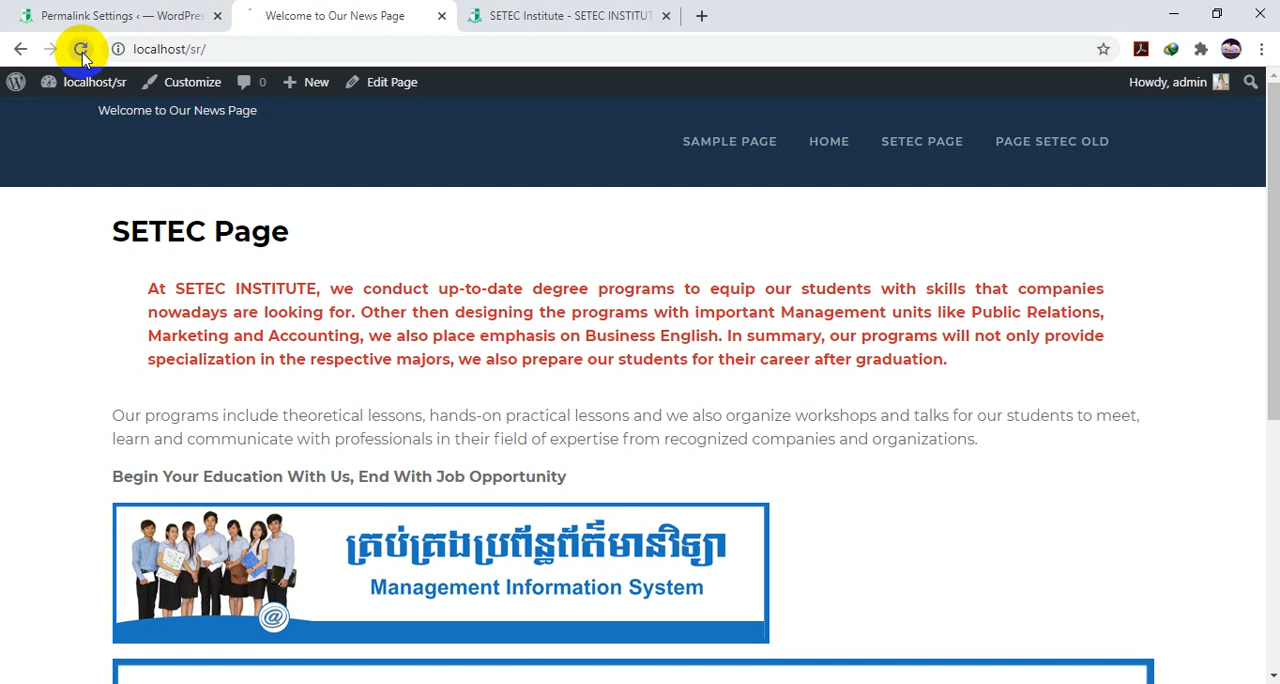 Permalink Settings ‹ — WordPres
Welcome to Our News Page
SETEC Institute - SETEC INSTITUT
localhost/sr/
localhost/sr
Customize
0
New
Edit Page
Howdy, admin
Welcome to Our News Page
SAMPLE PAGE
HOME
SETEC PAGE
PAGE SETEC OLD
SETEC Page
At SETEC INSTITUTE, we conduct up-to-date degree programs to equip our students with skills that companies
nowadays are looking for. Other then designing the programs with important Management units like Public Relations,
Marketing and Accounting, we also place emphasis on Business English. In summary, our programs will not only provide
specialization in the respective majors, we also prepare our students for their career after graduation.
Our programs include theoretical lessons, hands-on practical lessons and we also organize workshops and talks for our students to meet,
learn and communicate with professionals in their field of expertise from recognized companies and organizations.
Begin Your Education With Us, End With Job Opportunity
គ្រប់គ្រងប្រព័ន្ធព័ត៌មានវិទ្យា
Management Information System
@